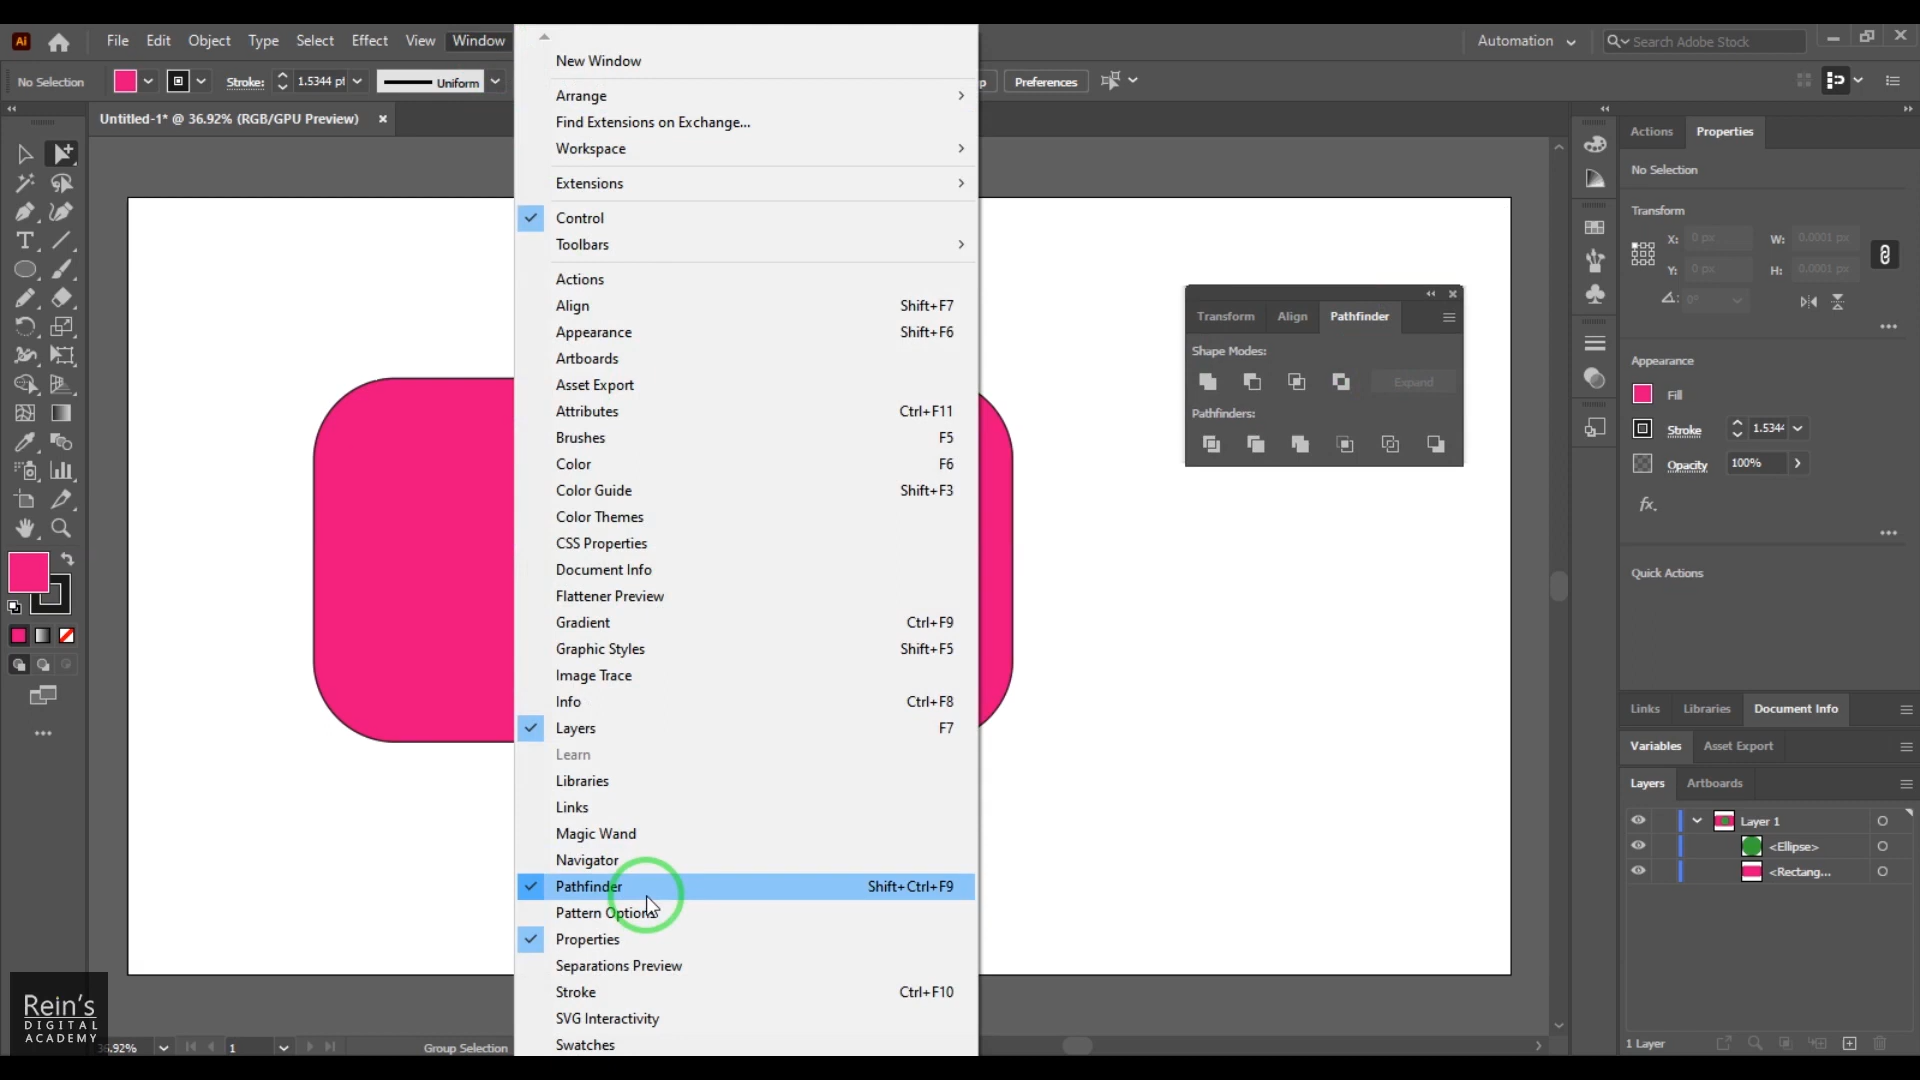 Ai
File Edit Object Type Select Effect View Window
Automation
Search Adobe Stock
No Selection
Stroke: 1.5344 pt
Uniform
p
Preferences
Untitled-1* @ 36.92% (RGB/GPU Preview) ×
New Window
Arrange
Find Extensions on Exchange...
Workspace
Extensions
Control
Toolbars
Actions
Align Shift+F7
Appearance Shift+F6
Artboards
Asset Export
Attributes Ctrl+F11
Brushes F5
Color F6
Color Guide Shift+F3
Color Themes
CSS Properties
Document Info
Flattener Preview
Gradient Ctrl+F9
Graphic Styles Shift+F5
Image Trace
Info Ctrl+F8
Layers F7
Learn
Libraries
Links
Magic Wand
Navigator
Pathfinder Shift+Ctrl+F9
Pattern Options
Properties
Separations Preview
Stroke Ctrl+F10
SVG Interactivity
Swatches
Transform Align Pathfinder
Shape Modes:
Expand
Pathfinders:
Actions Properties
No Selection
Transform
X: 0 px W: 0.0001 px
Y: 0 px H: 0.0001 px
0°
Appearance
Fill
Stroke 1.5344
Opacity 100%
fx.
Quick Actions
Links Libraries Document Info
Variables Asset Export
Layers Artboards
Layer 1
<Ellipse>
<Rectang...
1 Layer
Rein's
DIGITAL
ACADEMY
36.92% 1 Group Selection